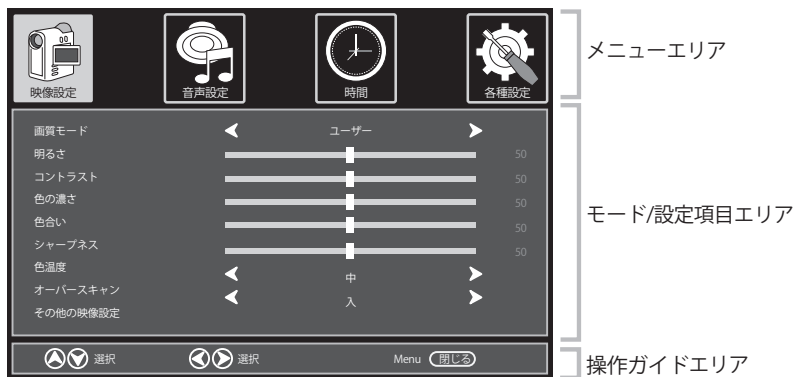 映像設定 音声設定 時間 各種設定
メニューエリア
画質モード ユーザー
明るさ 50
コントラスト 50
色の濃さ 50
色合い 50
シャープネス 50
色温度 中
オーバースキャン 入
その他の映像設定
モード/設定項目エリア
選択 選択 Menu 閉じる
操作ガイドエリア